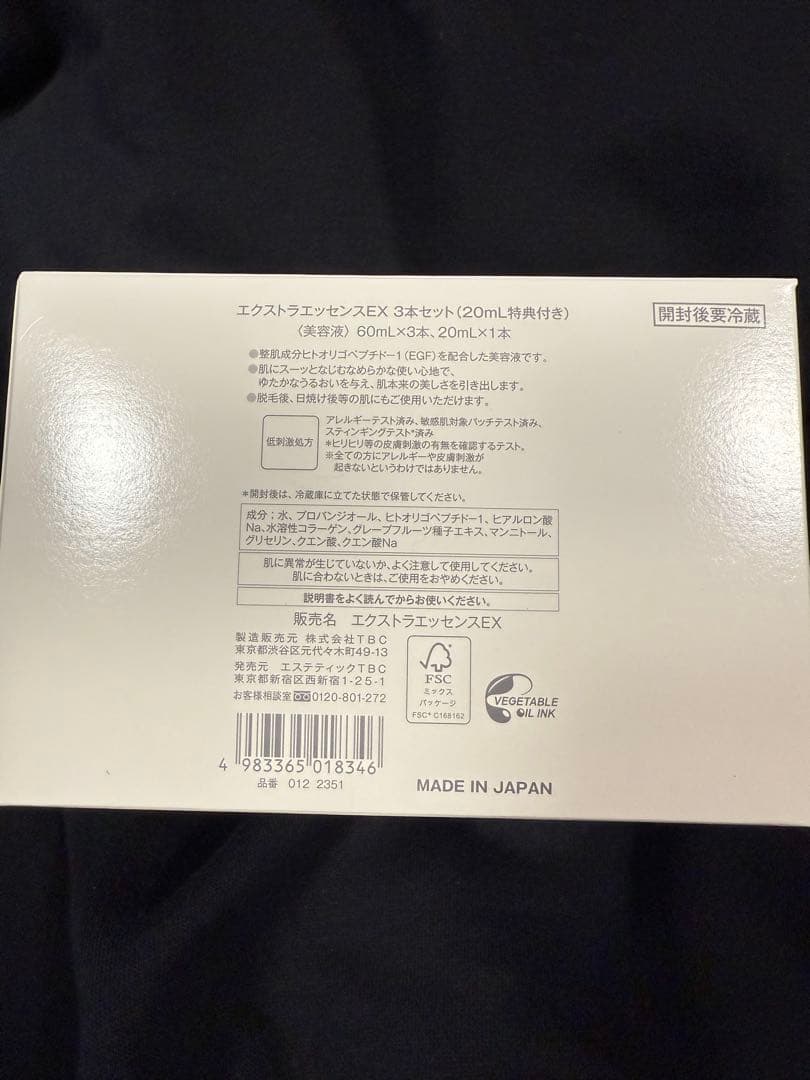 エクストラエッセンスEX 3本セット(20mL特典付き)
開封後要冷蔵
〈美容液〉 60mL×3本、20mL×1本
●整肌成分ヒトオリゴペプチド-1(EGF)を配合した美容液です。
●肌にスーッとなじむなめらかな使い心地で、
ゆたかなうるおいを与え、肌本来の美しさを引き出します。
●脱毛後、日焼け後等の肌にもご使用いただけます。
低刺激処方
アレルギーテスト済み、敏感肌対象パッチテスト済み、
スティンギングテスト*済み
*ヒリヒリ等の皮膚刺激の有無を確認するテスト。
※全ての方にアレルギーや皮膚刺激が
起きないというわけではありません。
*開封後は、冷蔵庫に立てた状態で保管してください。
成分:水、プロパンジオール、ヒトオリゴペプチド-1、ヒアルロン酸
Na、水溶性コラーゲン、グレープフルーツ種子エキス、マンニトール、
グリセリン、クエン酸、クエン酸Na
肌に異常が生じていないか、よく注意して使用してください。
肌に合わないときは、ご使用をおやめください。
説明書をよく読んでからお使いください。
販売名 エクストラエッセンスEX
製造販売元 株式会社TBC
東京都渋谷区元代々木町49-13
発売元 エステティックTBC
東京都新宿区西新宿1-25-1
お客様相談室 0120-801-272
FSC
ミックス
パッケージ
FSC® C168162
VEGETABLE
OIL INK
4 983365 018346
品番 012 2351
MADE IN JAPAN